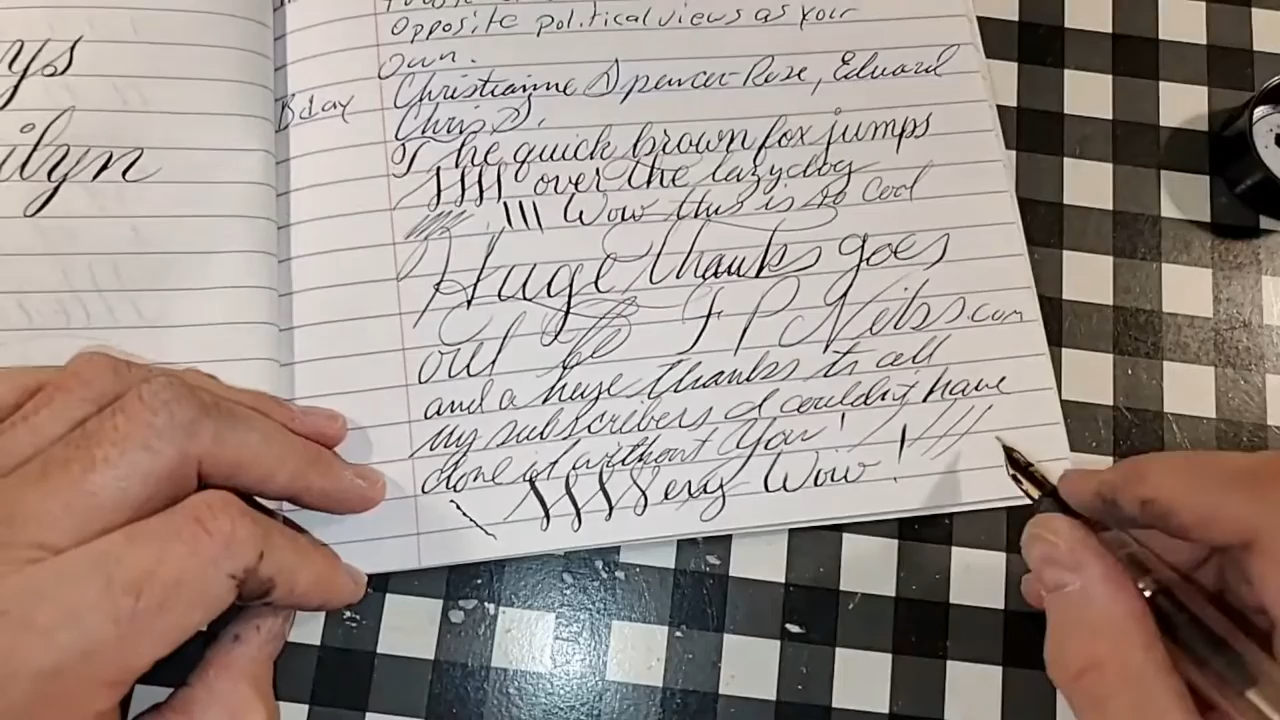 ys
ilyn
Opposite political views as your
own.
Bday Christianne Spencer-Rose, Edward
Chris S.
The quick brown fox jumps
over the lazy dog
Wow this is so Cool
Huge thanks goes
out to FPNibs.com
and a huge thanks to all
my subscribers, I couldn't have
done it without You!
Very Wow!